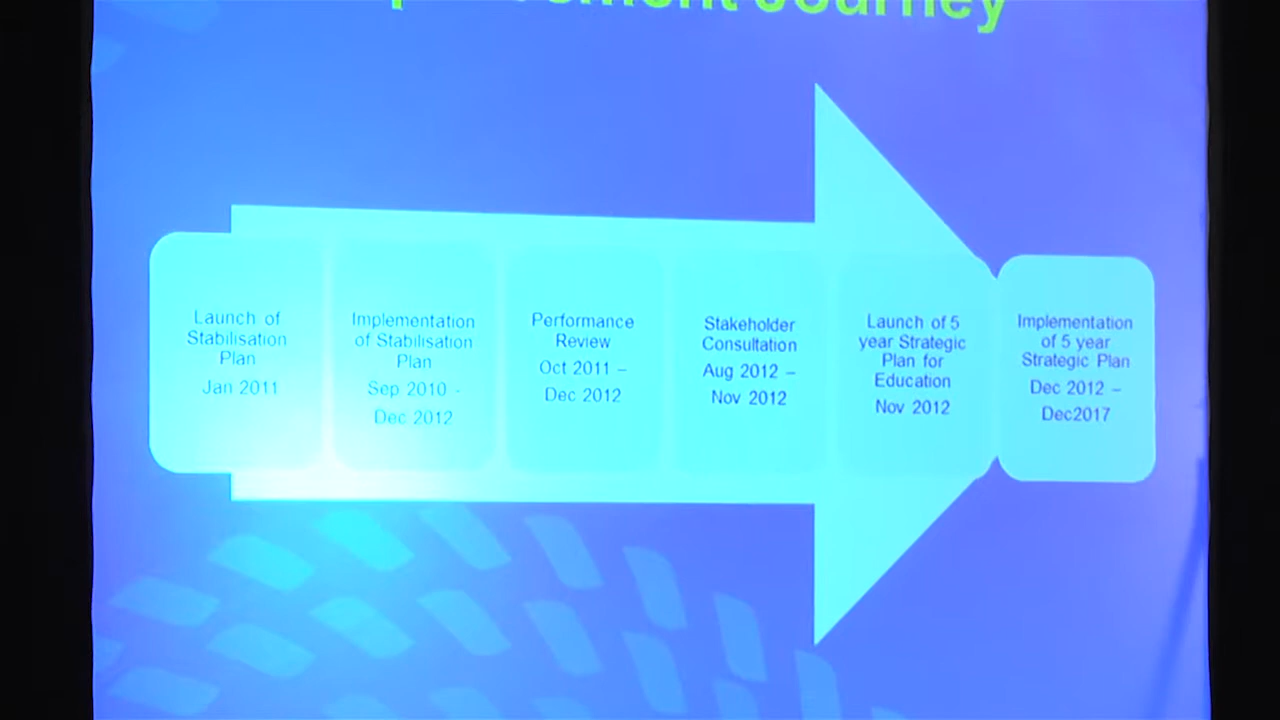 Journey
Launch of
Stabilisation
Plan
Jan 2011
Implementation
of Stabilisation
Plan
Sep 2010 -
Dec 2012
Performance
Review
Oct 2011 –
Dec 2012
Stakeholder
Consultation
Aug 2012 –
Nov 2012
Launch of 5
year Strategic
Plan for
Education
Nov 2012
Implementation
of 5 year
Strategic Plan
Dec 2012 –
Dec2017